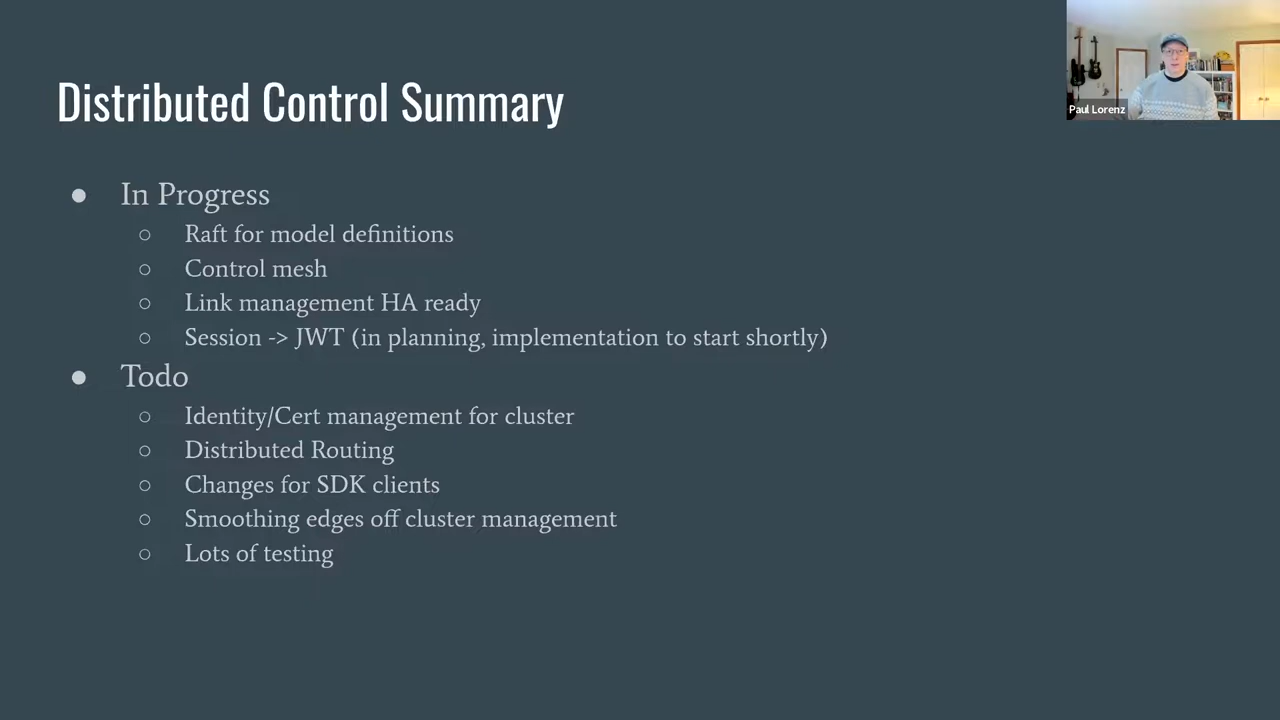 Distributed Control Summary
Paul Lorenz
● In Progress
○ Raft for model definitions
○ Control mesh
○ Link management HA ready
○ Session -> JWT (in planning, implementation to start shortly)
● Todo
○ Identity/Cert management for cluster
○ Distributed Routing
○ Changes for SDK clients
○ Smoothing edges off cluster management
○ Lots of testing